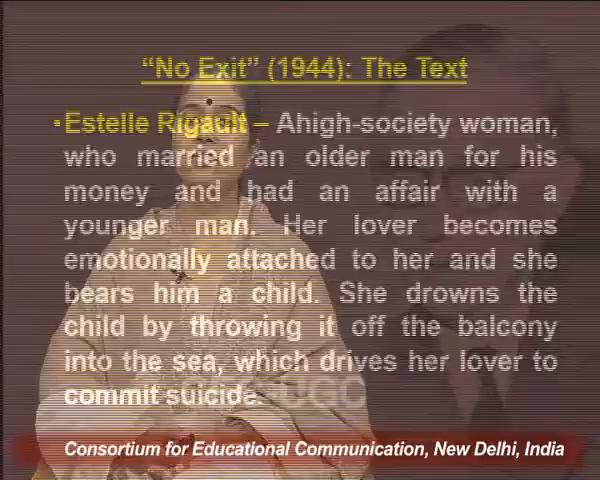 “No Exit” (1944): The Text
•Estelle Rigault – Ahigh-society woman,
who married an older man for his
money and had an affair with a
younger man. Her lover becomes
emotionally attached to her and she
bears him a child. She drowns the
child by throwing it off the balcony
into the sea, which drives her lover to
commit suicide.
UGC
Consortium for Educational Communication, New Delhi, India